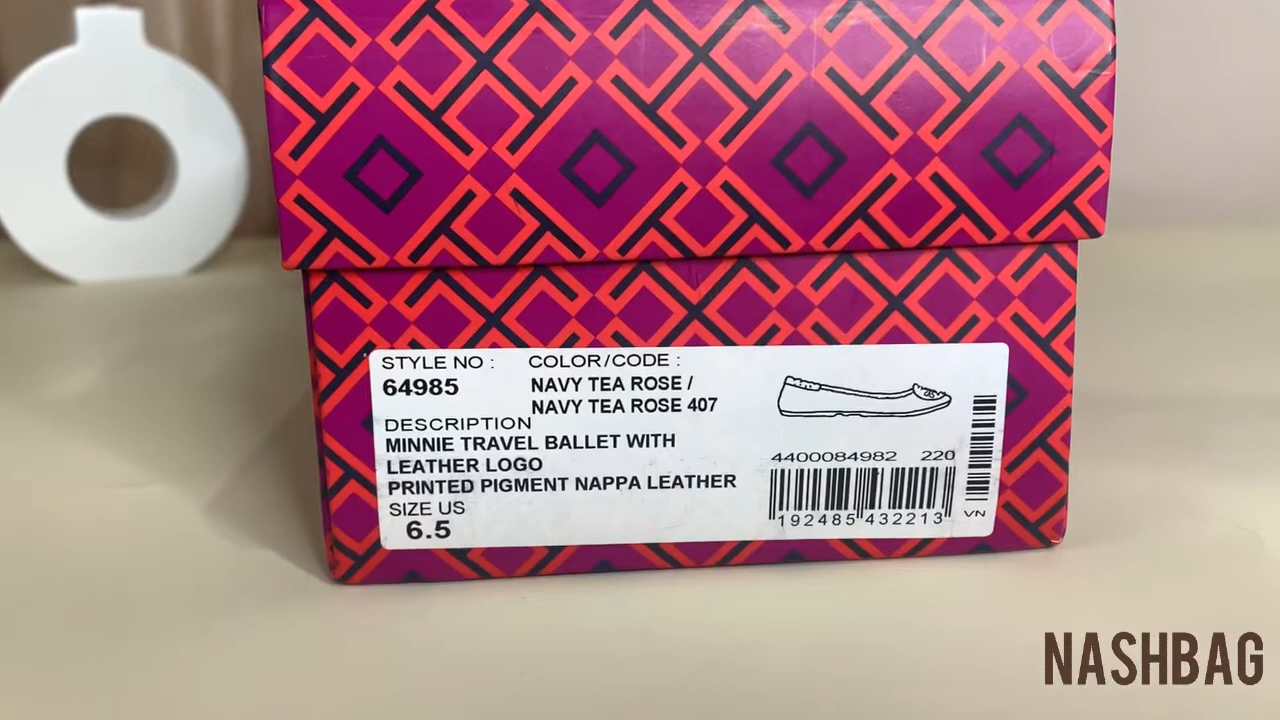 STYLE NO : COLOR/CODE :
64985 NAVY TEA ROSE /
NAVY TEA ROSE 407
DESCRIPTION
MINNIE TRAVEL BALLET WITH
LEATHER LOGO
PRINTED PIGMENT NAPPA LEATHER
SIZE US
6.5
4400084982 220
192485 432213
VN
NASHBAG